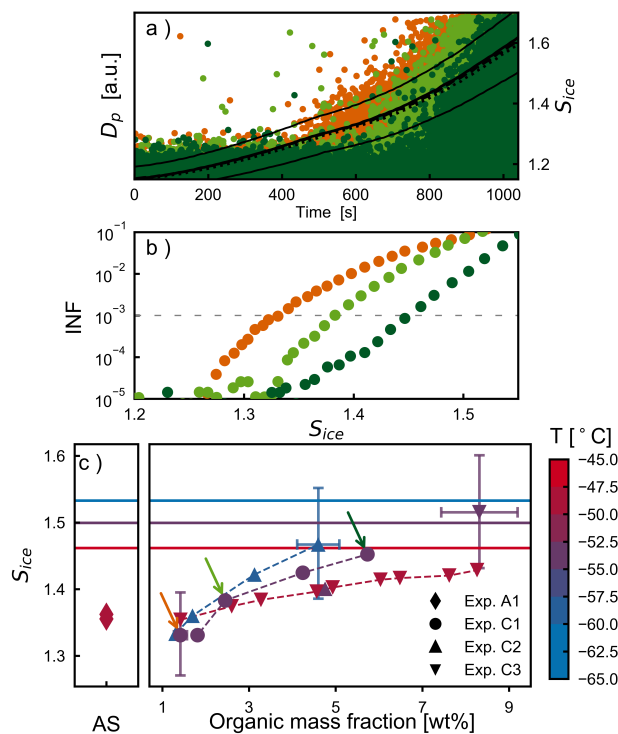 a )
D_p [a.u.]
1.6
1.4
1.2
S_ice
0 200 400 600 800 1000
Time [s]
b )
INF
10^-1
10^-2
10^-3
10^-4
10^-5
1.2 1.3 1.4 1.5
S_ice
c )
S_ice
1.6
1.5
1.4
1.3
AS
1 3 5 7 9
Organic mass fraction [wt%]
Exp. A1
Exp. C1
Exp. C2
Exp. C3
T [°C]
−45.0
−47.5
−50.0
−52.5
−55.0
−57.5
−60.0
−62.5
−65.0